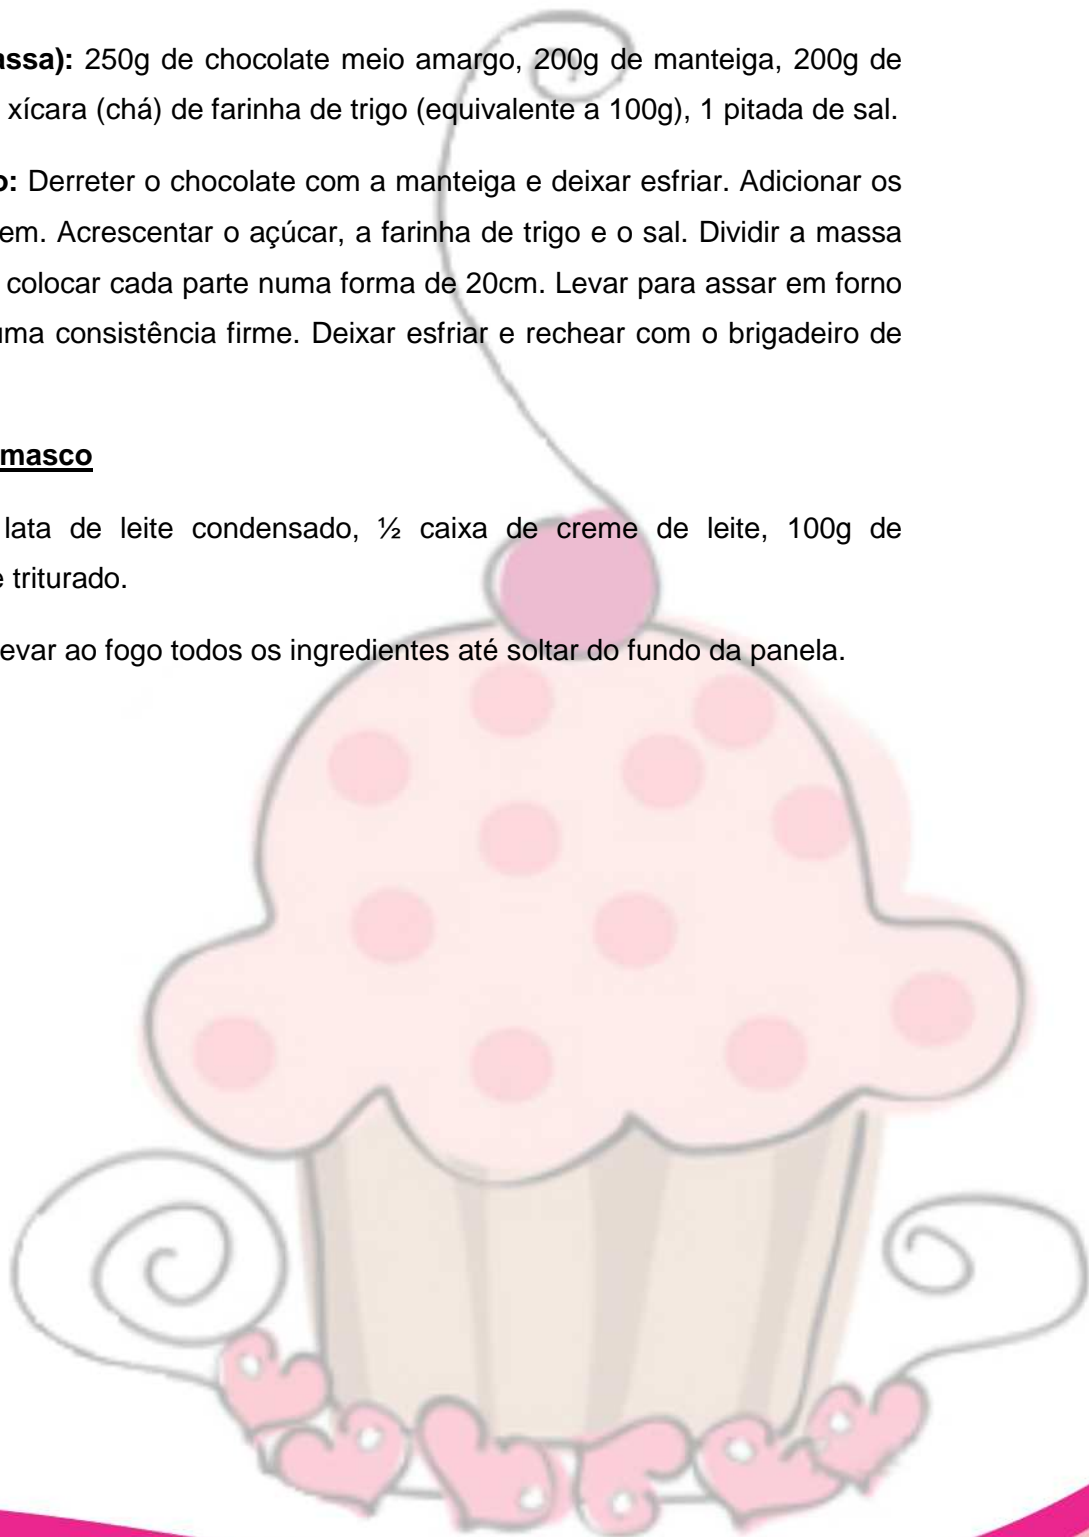 assa): 250g de chocolate meio amargo, 200g de manteiga, 200g de
xícara (chá) de farinha de trigo (equivalente a 100g), 1 pitada de sal.
o: Derreter o chocolate com a manteiga e deixar esfriar. Adicionar os
em. Acrescentar o açúcar, a farinha de trigo e o sal. Dividir a massa
colocar cada parte numa forma de 20cm. Levar para assar em forno
uma consistência firme. Deixar esfriar e rechear com o brigadeiro de
masco
lata de leite condensado, ½ caixa de creme de leite, 100g de
e triturado.
evar ao fogo todos os ingredientes até soltar do fundo da panela.